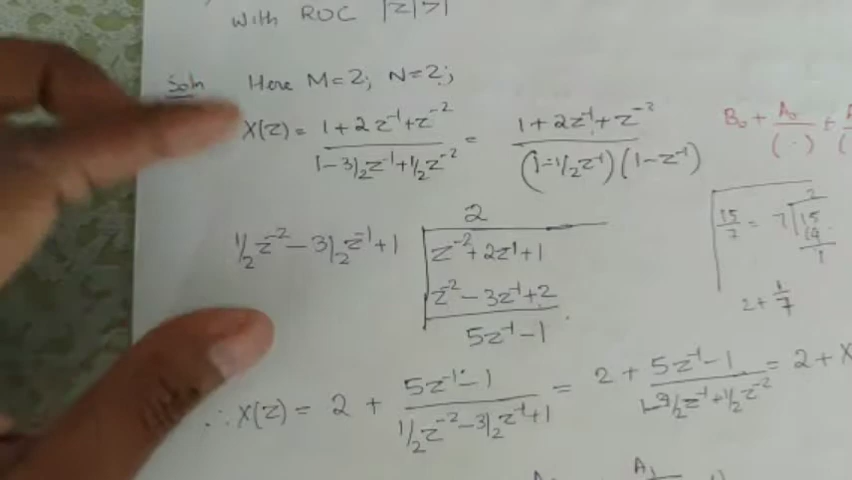 with ROC |z|>1
Soln Here M=2; N=2;
X(z) = 1+2z⁻¹+z⁻² / 1-3/2z⁻¹+1/2z⁻² = 1+2z⁻¹+z⁻² / (1-1/2z⁻¹)(1-z⁻¹)
B₀ + A₀/(·) +
2
1/2z⁻²-3/2z⁻¹+1 z⁻²+2z⁻¹+1
z⁻²-3z⁻¹+2
5z⁻¹-1
2
15/7 = 7 15
14
1
2+1/7
∴X(z) = 2 + 5z⁻¹-1 / 1/2z⁻²-3/2z⁻¹+1 = 2 + 5z⁻¹-1 / 1-3/2z⁻¹+1/2z⁻² = 2+X
A₁